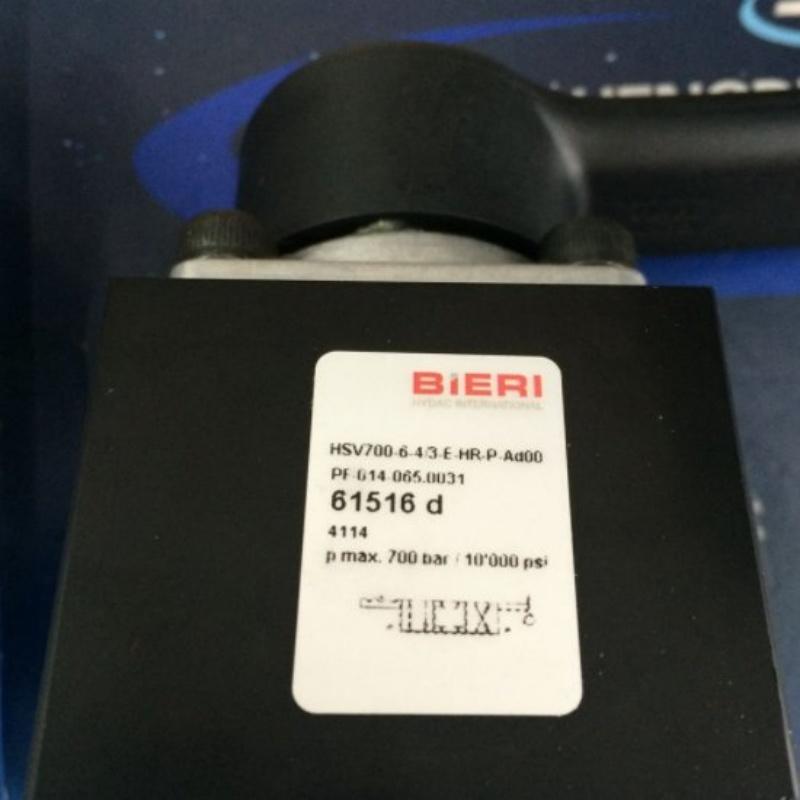 BiERI
HYDAC INTERNATIONAL
HSV700-6-4/3-E-HR-P-Ad00
PF-014-065.0031
61516 d
4114
p max. 700 bar / 10'000 psi